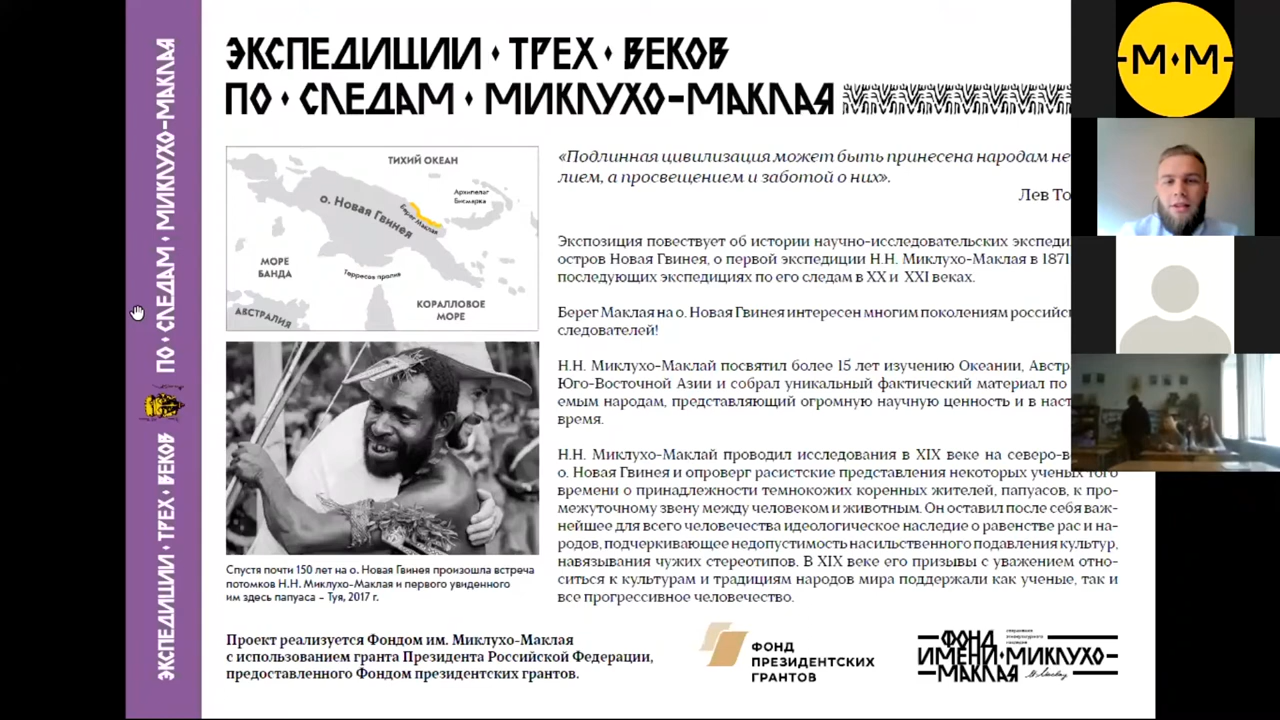 ЭКСПЕДИЦИИ · ТРЕХ · ВЕКОВ
ПО · СЛЕДАМ · МИКЛУХО-МАКЛАЯ
ЭКСПЕДИЦИИ · ТРЕХ · ВЕКОВ
ПО · СЛЕДАМ · МИКЛУХО-МАКЛАЯ
ТИХИЙ ОКЕАН
Архипелаг
Бисмарка
о. Новая Гвинея
Берег Маклая
МОРЕ
БАНДА
Торресов пролив
КОРАЛЛОВОЕ
МОРЕ
АВСТРАЛИЯ
Спустя почти 150 лет на о. Новая Гвинея произошла встреча
потомков Н.Н. Миклухо-Маклая и первого увиденного
им здесь папуаса – Туя, 2017 г.
«Подлинная цивилизация может быть принесена народам не
лием, а просвещением и заботой о них».
Лев То
Экспозиция повествует об истории научно-исследовательских экспеди
остров Новая Гвинея, о первой экспедиции Н.Н. Миклухо-Маклая в 1871
последующих экспедициях по его следам в XX и XXI веках.
Берег Маклая на о. Новая Гвинея интересен многим поколениям российс
следователей!
Н.Н. Миклухо-Маклай посвятил более 15 лет изучению Океании, Австра
Юго-Восточной Азии и собрал уникальный фактический материал по
емым народам, представляющий огромную научную ценность и в наст
время.
Н.Н. Миклухо-Маклай проводил исследования в XIX веке на северо-во
о. Новая Гвинея и опроверг расистские представления некоторых ученых того
времени о принадлежности темнокожих коренных жителей, папуасов, к про-
межуточному звену между человеком и животным. Он оставил после себя важ-
нейшее для всего человечества идеологическое наследие о равенстве рас и на-
родов, подчеркивающее недопустимость насильственного подавления культур,
навязывания чужих стереотипов. В XIX веке его призывы с уважением отно-
ситься к культурам и традициям народов мира поддержали как ученые, так и
все прогрессивное человечество.
Проект реализуется Фондом им. Миклухо-Маклая
с использованием гранта Президента Российской Федерации,
предоставленного Фондом президентских грантов.
ФОНД
ПРЕЗИДЕНТСКИХ
ГРАНТОВ
ФОНД
ИМЕНИ · МИКЛУХО-
МАКЛАЯ
-М·М-